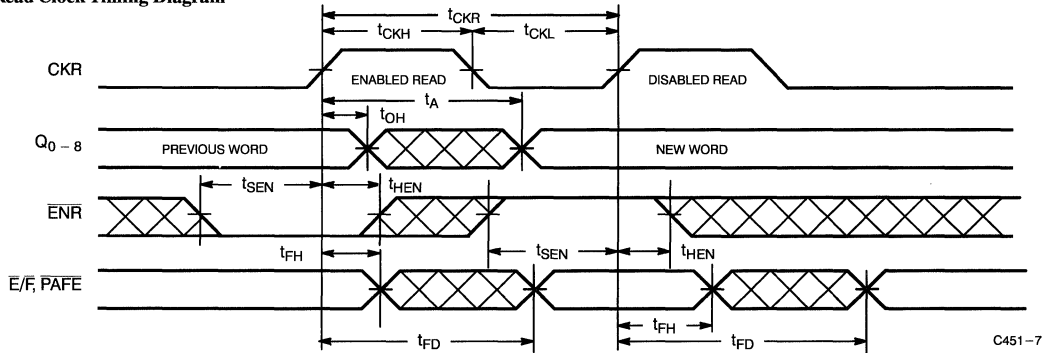 Read Clock Timing Diagram
tCKR
tCKH
tCKL
CKR
ENABLED READ
DISABLED READ
tA
tOH
Q0 – 8
PREVIOUS WORD
NEW WORD
tSEN
tHEN
ENR
tFH
tSEN
tHEN
E/F, PAFE
tFH
tFD
tFD
C451–7